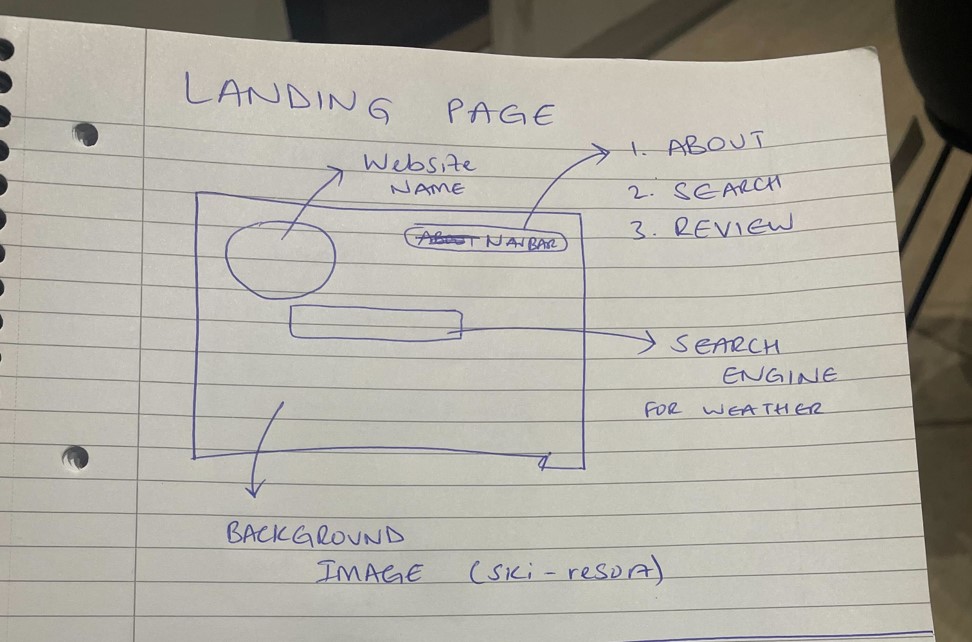 LANDING PAGE
Website
NAME
1. ABOUT
2. SEARCH
3. REVIEW
NAVBAR
SEARCH
ENGINE
FOR WEATHER
BACKGROUND
IMAGE (ski-resort)